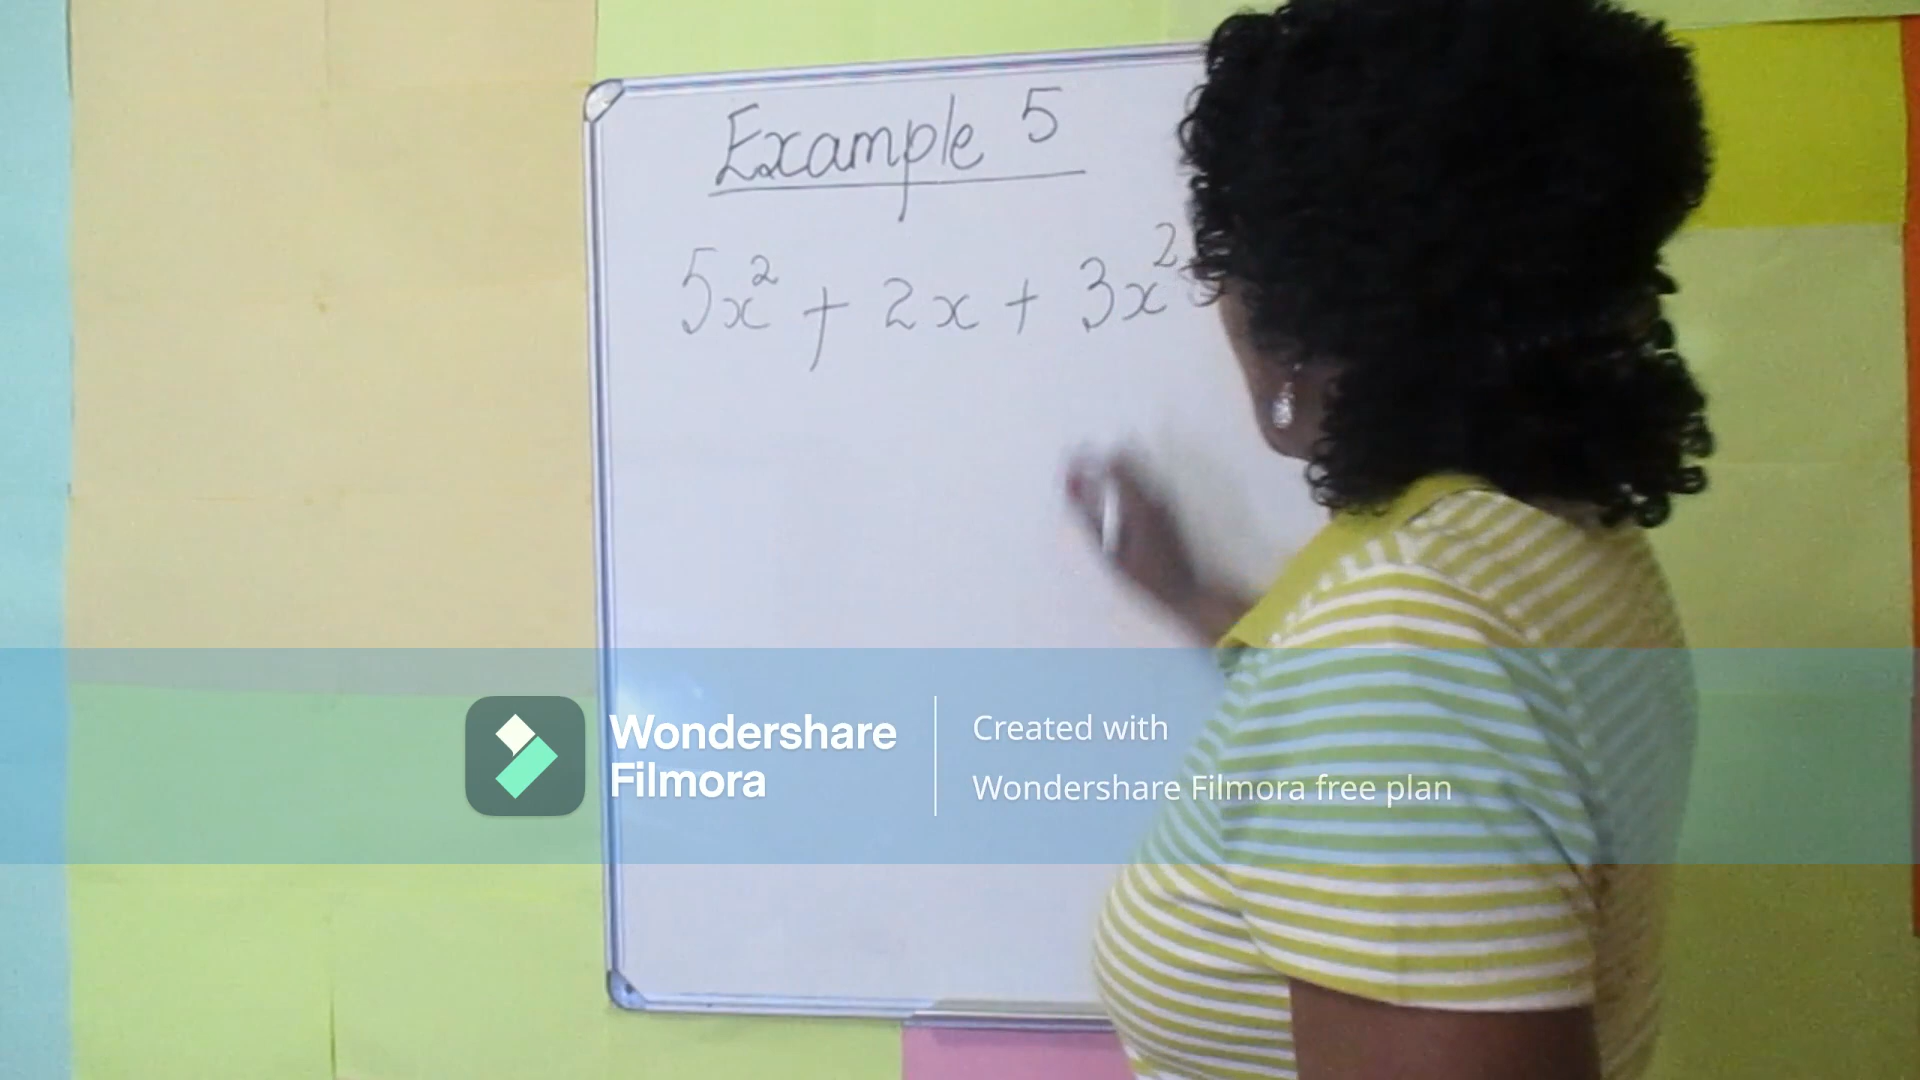 Example 5
5x² + 2x + 3x²
Wondershare
Filmora
Created with
Wondershare Filmora free plan